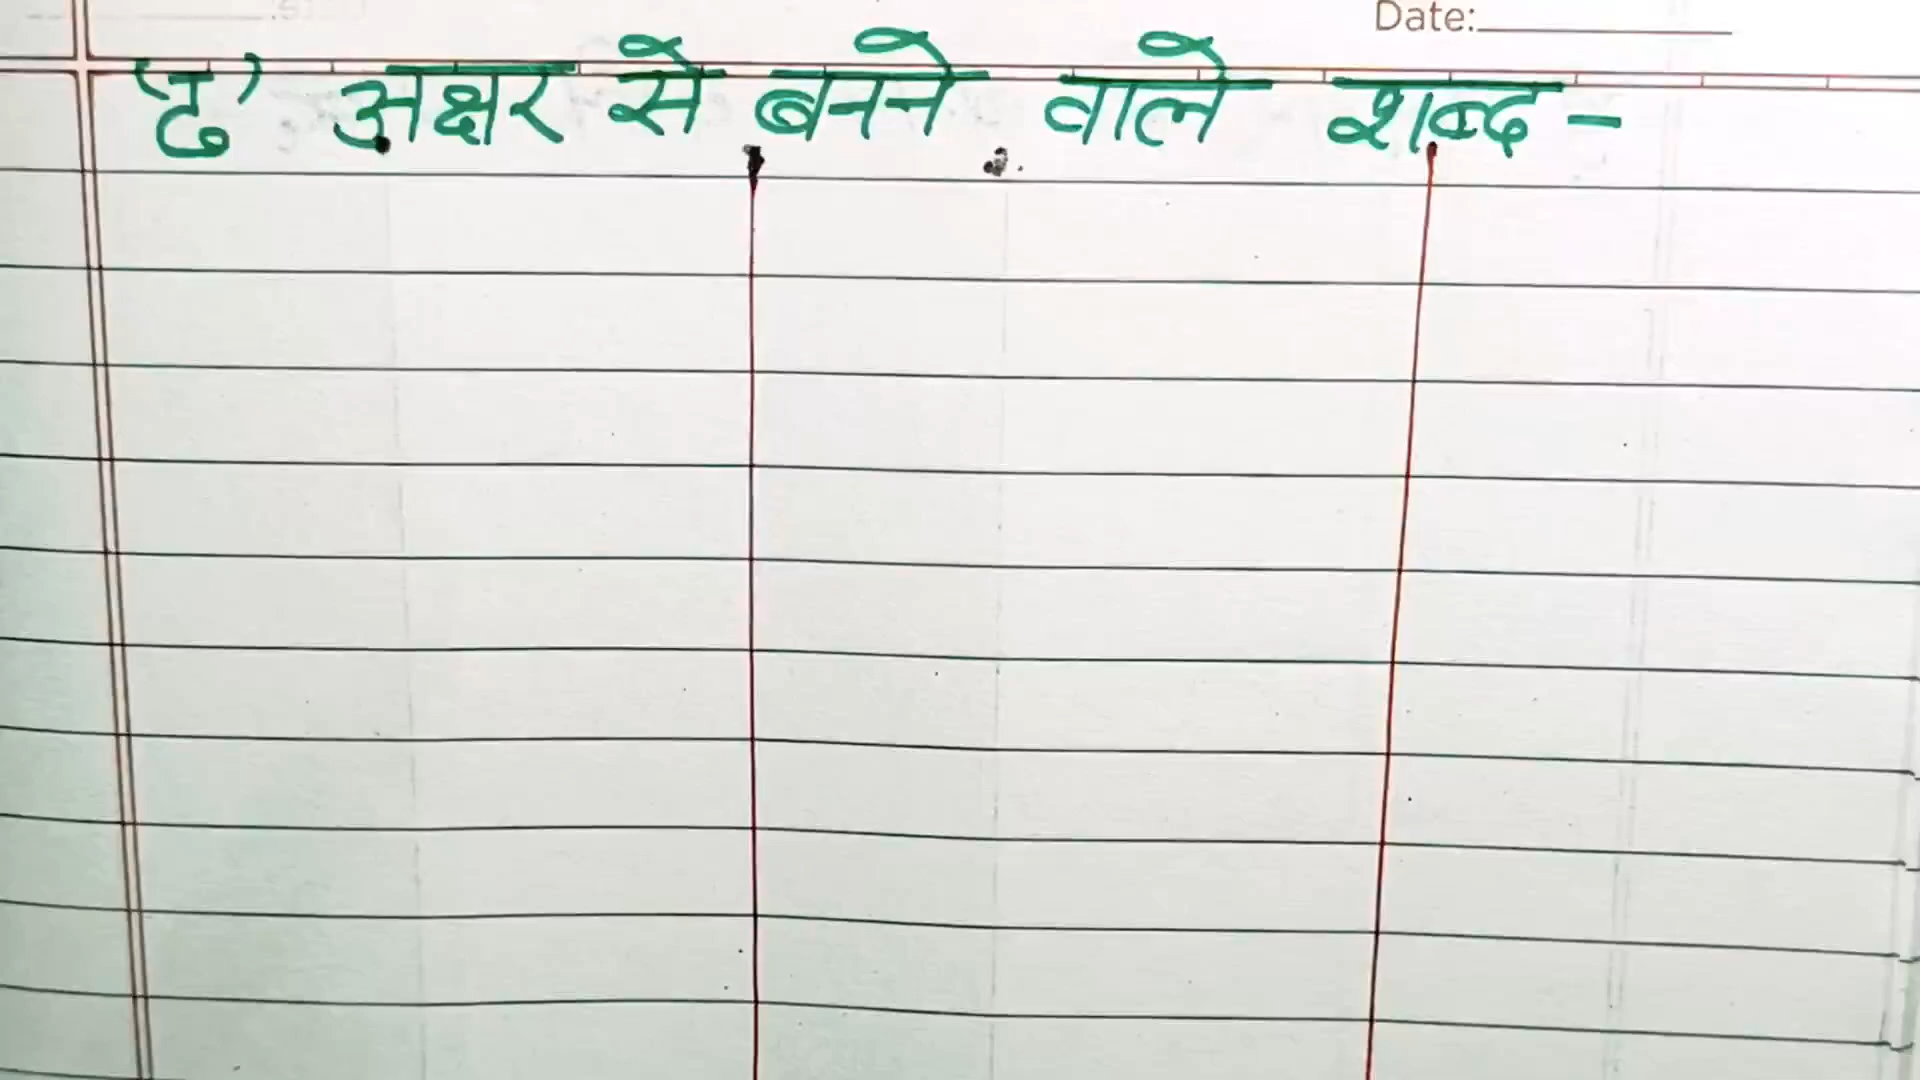 Date:
'ढ' अक्षर से बनने वाले शब्द -